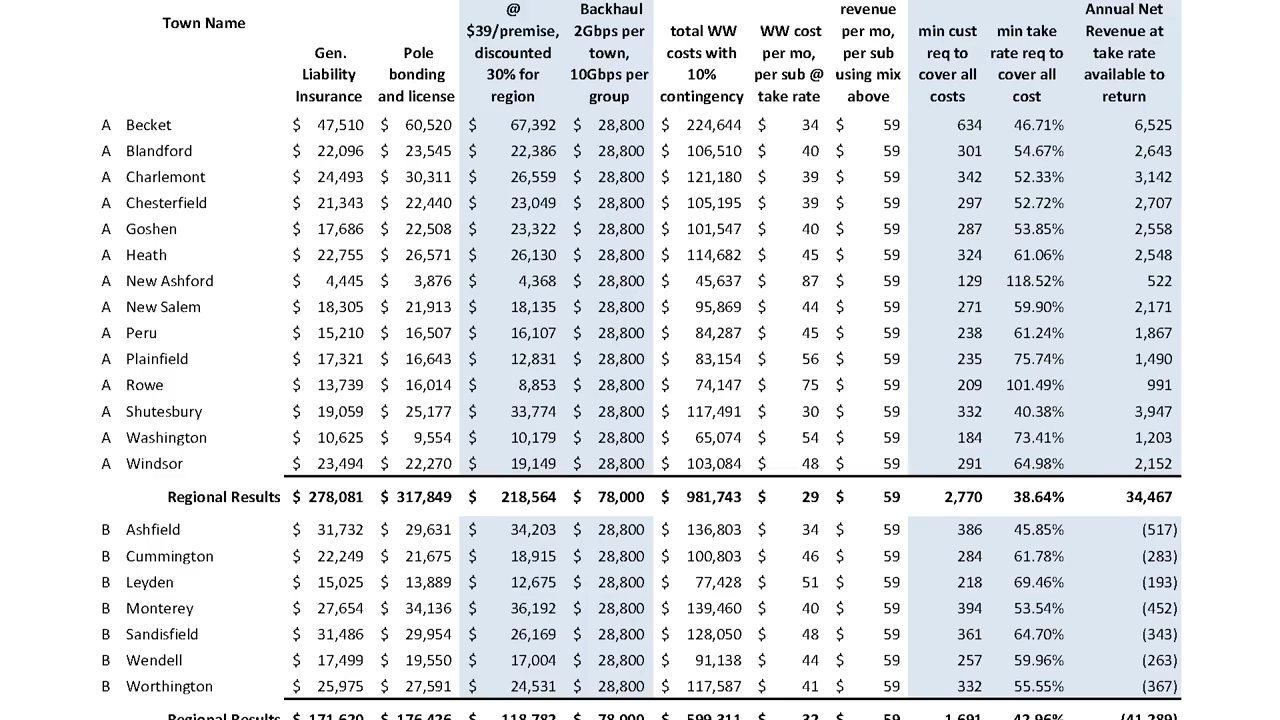 Town Name
Gen. Liability Insurance
Pole bonding and license
@ $39/premise, discounted 30% for region
Backhaul 2Gbps per town, 10Gbps per group
total WW costs with 10% contingency
WW cost per mo, per sub @ take rate
revenue per mo, per sub using mix above
min cust req to cover all costs
min take rate req to cover all cost
Annual Net Revenue at take rate available to return
A Becket $ 47,510 $ 60,520 $ 67,392 $ 28,800 $ 224,644 $ 34 $ 59 634 46.71% 6,525
A Blandford $ 22,096 $ 23,545 $ 22,386 $ 28,800 $ 106,510 $ 40 $ 59 301 54.67% 2,643
A Charlemont $ 24,493 $ 30,311 $ 26,559 $ 28,800 $ 121,180 $ 39 $ 59 342 52.33% 3,142
A Chesterfield $ 21,343 $ 22,440 $ 23,049 $ 28,800 $ 105,195 $ 39 $ 59 297 52.72% 2,707
A Goshen $ 17,686 $ 22,508 $ 23,322 $ 28,800 $ 101,547 $ 40 $ 59 287 53.85% 2,558
A Heath $ 22,755 $ 26,571 $ 26,130 $ 28,800 $ 114,682 $ 45 $ 59 324 61.06% 2,548
A New Ashford $ 4,445 $ 3,876 $ 4,368 $ 28,800 $ 45,637 $ 87 $ 59 129 118.52% 522
A New Salem $ 18,305 $ 21,913 $ 18,135 $ 28,800 $ 95,869 $ 44 $ 59 271 59.90% 2,171
A Peru $ 15,210 $ 16,507 $ 16,107 $ 28,800 $ 84,287 $ 45 $ 59 238 61.24% 1,867
A Plainfield $ 17,321 $ 16,643 $ 12,831 $ 28,800 $ 83,154 $ 56 $ 59 235 75.74% 1,490
A Rowe $ 13,739 $ 16,014 $ 8,853 $ 28,800 $ 74,147 $ 75 $ 59 209 101.49% 991
A Shutesbury $ 19,059 $ 25,177 $ 33,774 $ 28,800 $ 117,491 $ 30 $ 59 332 40.38% 3,947
A Washington $ 10,625 $ 9,554 $ 10,179 $ 28,800 $ 65,074 $ 54 $ 59 184 73.41% 1,203
A Windsor $ 23,494 $ 22,270 $ 19,149 $ 28,800 $ 103,084 $ 48 $ 59 291 64.98% 2,152
Regional Results $ 278,081 $ 317,849 $ 218,564 $ 78,000 $ 981,743 $ 29 $ 59 2,770 38.64% 34,467
B Ashfield $ 31,732 $ 29,631 $ 34,203 $ 28,800 $ 136,803 $ 34 $ 59 386 45.85% (517)
B Cummington $ 22,249 $ 21,675 $ 18,915 $ 28,800 $ 100,803 $ 46 $ 59 284 61.78% (283)
B Leyden $ 15,025 $ 13,889 $ 12,675 $ 28,800 $ 77,428 $ 51 $ 59 218 69.46% (193)
B Monterey $ 27,654 $ 34,136 $ 36,192 $ 28,800 $ 139,460 $ 40 $ 59 394 53.54% (452)
B Sandisfield $ 31,486 $ 29,954 $ 26,169 $ 28,800 $ 128,050 $ 48 $ 59 361 64.70% (343)
B Wendell $ 17,499 $ 19,550 $ 17,004 $ 28,800 $ 91,138 $ 44 $ 59 257 59.96% (263)
B Worthington $ 25,975 $ 27,591 $ 24,531 $ 28,800 $ 117,587 $ 41 $ 59 332 55.55% (367)
Regional Results $ 171,620 $ 176,426 $ 118,782 $ 78,000 $ 599,311 $ 32 $ 59 1,691 42.96% (41,289)